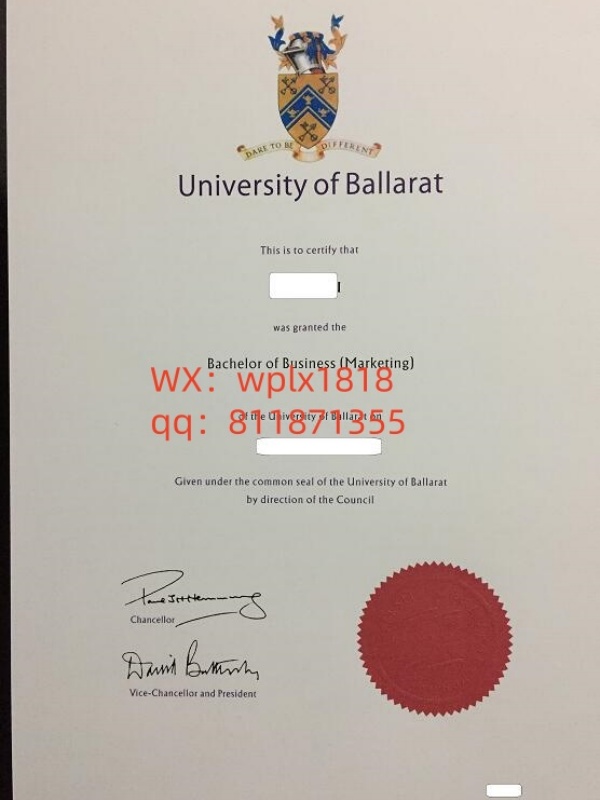 DARE TO BE DIFFERENT
University of Ballarat
This is to certify that
was granted the
Bachelor of Business (Marketing)
WX：wplx1818
of the University of Ballarat on
qq：811871355
Given under the common seal of the University of Ballarat
by direction of the Council
Chancellor
David
Vice-Chancellor and President